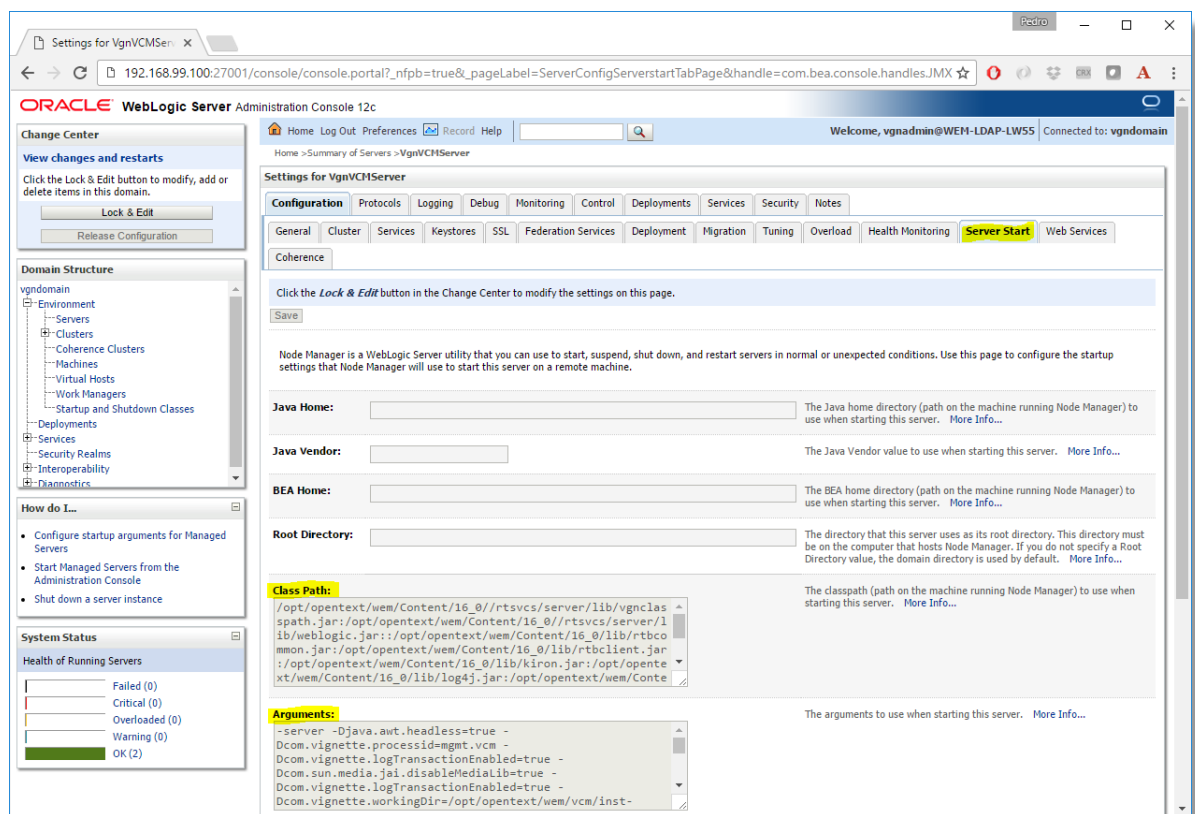 Pedro
Settings for VgnVCMSer
192.168.99.100:27001/console/console.portal?_nfpb=true&_pageLabel=ServerConfigServerstartTabPage&handle=com.bea.console.handles.JMX
ORACLE WebLogic Server Administration Console 12c
Change Center
View changes and restarts
Click the Lock & Edit button to modify, add or
delete items in this domain.
Lock & Edit
Release Configuration
Domain Structure
vgndomain
Environment
Servers
Clusters
Coherence Clusters
Machines
Virtual Hosts
Work Managers
Startup and Shutdown Classes
Deployments
Services
Security Realms
Interoperability
Diagnostics
How do I...
Configure startup arguments for Managed
Servers
Start Managed Servers from the
Administration Console
Shut down a server instance
System Status
Health of Running Servers
Failed (0)
Critical (0)
Overloaded (0)
Warning (0)
OK (2)
Home Log Out Preferences Record Help
Welcome, vgnadmin@WEM-LDAP-LW55 Connected to: vgndomain
Home >Summary of Servers >VgnVCMServer
Settings for VgnVCMServer
Configuration Protocols Logging Debug Monitoring Control Deployments Services Security Notes
General Cluster Services Keystores SSL Federation Services Deployment Migration Tuning Overload Health Monitoring Server Start Web Services
Coherence
Click the Lock & Edit button in the Change Center to modify the settings on this page.
Save
Node Manager is a WebLogic Server utility that you can use to start, suspend, shut down, and restart servers in normal or unexpected conditions. Use this page to configure the startup
settings that Node Manager will use to start this server on a remote machine.
Java Home:
The Java home directory (path on the machine running Node Manager) to
use when starting this server. More Info...
Java Vendor:
The Java Vendor value to use when starting this server. More Info...
BEA Home:
The BEA home directory (path on the machine running Node Manager) to
use when starting this server. More Info...
Root Directory:
The directory that this server uses as its root directory. This directory must
be on the computer that hosts Node Manager. If you do not specify a Root
Directory value, the domain directory is used by default. More Info...
Class Path:
/opt/opentext/wem/Content/16_0//rtsvcs/server/lib/vgnclas
spath.jar:/opt/opentext/wem/Content/16_0//rtsvcs/server/l
ib/weblogic.jar::/opt/opentext/wem/Content/16_0/lib/rtbco
mmon.jar:/opt/opentext/wem/Content/16_0/lib/rtbclient.jar
:/opt/opentext/wem/Content/16_0/lib/kiron.jar:/opt/opente
xt/wem/Content/16_0/lib/log4j.jar:/opt/opentext/wem/Conte
The classpath (path on the machine running Node Manager) to use when
starting this server. More Info...
Arguments:
-server -Djava.awt.headless=true -
Dcom.vignette.processid=mgmt.vcm -
Dcom.vignette.logTransactionEnabled=true -
Dcom.sun.media.jai.disableMediaLib=true -
Dcom.vignette.logTransactionEnabled=true -
Dcom.vignette.workingDir=/opt/opentext/wem/vcm/inst-
The arguments to use when starting this server. More Info...